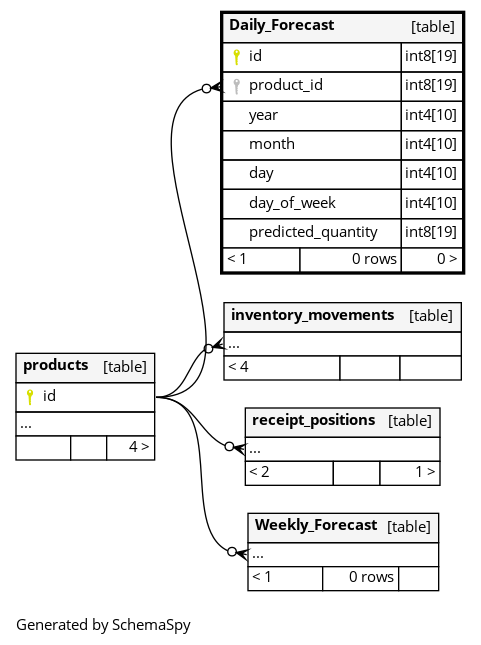 Daily_Forecast [table]
id int8[19]
product_id int8[19]
year int4[10]
month int4[10]
day int4[10]
day_of_week int4[10]
predicted_quantity int8[19]
< 1 0 rows 0 >
inventory_movements [table]
...
< 4
products [table]
id
...
4 >
receipt_positions [table]
...
< 2 1 >
Weekly_Forecast [table]
...
< 1 0 rows
Generated by SchemaSpy